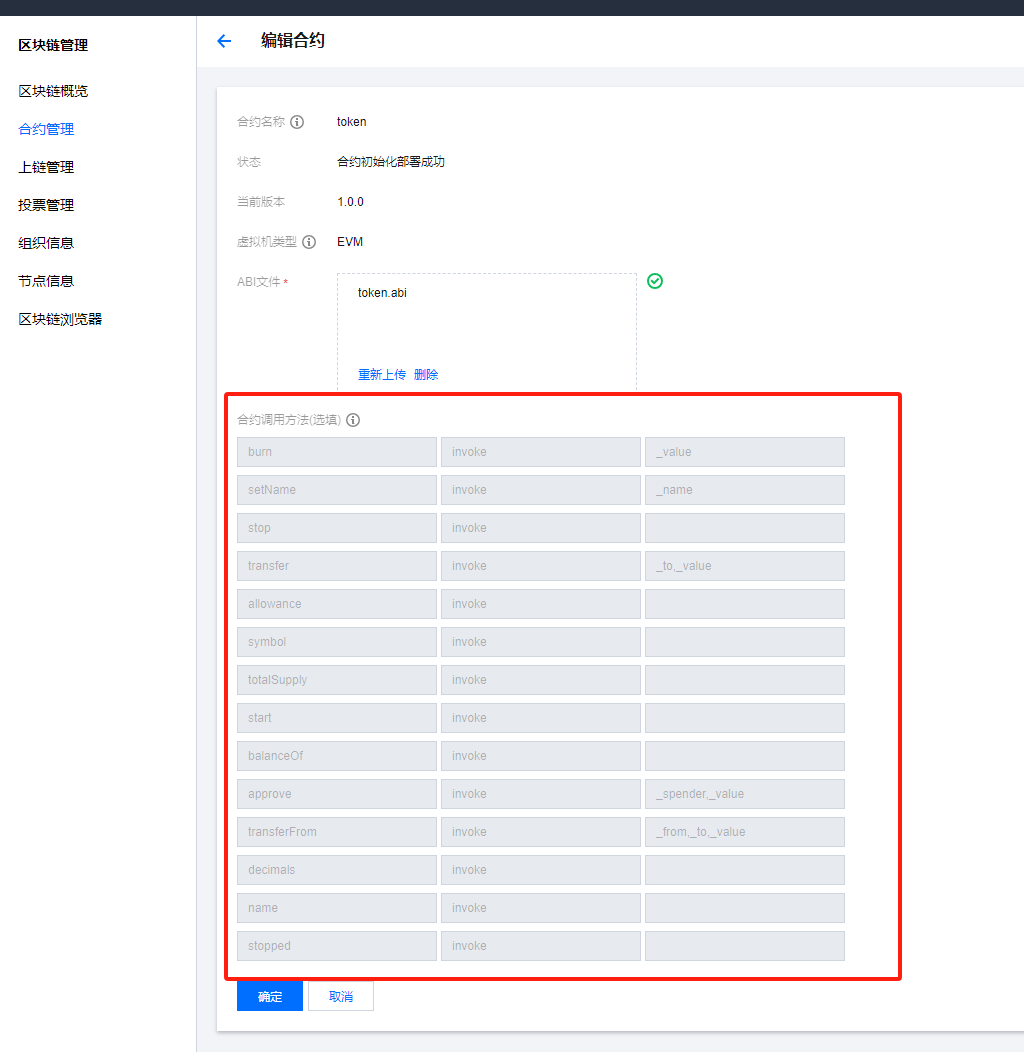 区块链管理
区块链概览
合约管理
上链管理
投票管理
组织信息
节点信息
区块链浏览器
编辑合约
合约名称 token
状态 合约初始化部署成功
当前版本 1.0.0
虚拟机类型 EVM
ABI文件* token.abi
重新上传 删除
合约调用方法(选填)
burn invoke _value
setName invoke _name
stop invoke
transfer invoke _to,_value
allowance invoke
symbol invoke
totalSupply invoke
start invoke
balanceOf invoke
approve invoke _spender,_value
transferFrom invoke _from,_to,_value
decimals invoke
name invoke
stopped invoke
确定 取消